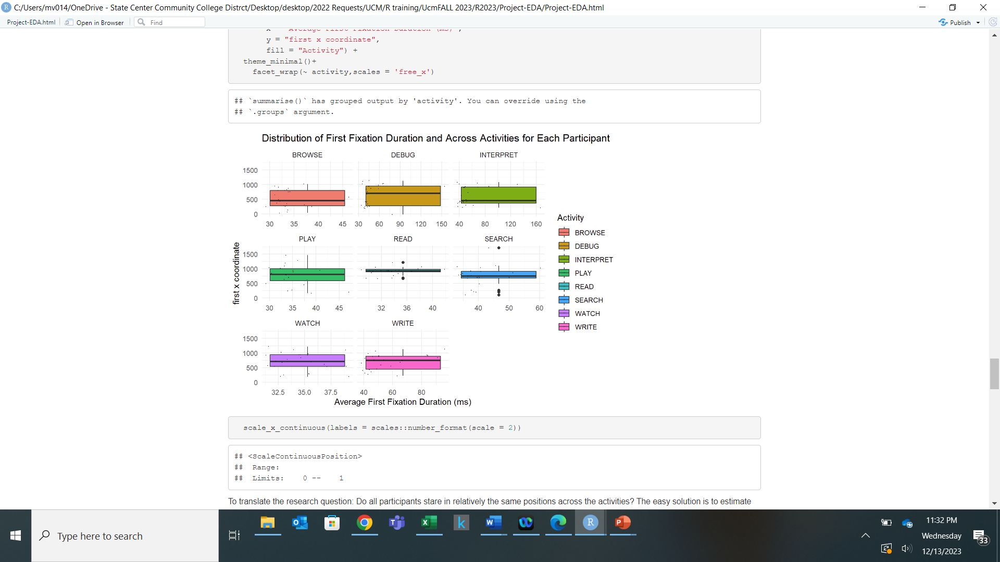 C:/Users/mv014/OneDrive - State Center Community College Distrct/Desktop/desktop/2022 Requests/UCM/R training/UcmFALL 2023/R2023/Project-EDA/Project-EDA.html
Project-EDA.html
Open in Browser
Find
Publish
x = "Average First Fixation Duration (ms)",
y = "first x coordinate",
fill = "Activity") +
theme_minimal()+
facet_wrap(~ activity,scales = 'free_x')
## `summarise()` has grouped output by 'activity'. You can override using the
## `.groups` argument.
Distribution of First Fixation Duration and Across Activities for Each Participant
BROWSE DEBUG INTERPRET
1500
1000
500
0
30 35 40 45 30 60 90 120 150 40 80 120 160
PLAY READ SEARCH
1500
1000
500
0
30 35 40 45 32 36 40 40 50 60
WATCH WRITE
1500
1000
500
0
32.5 35.0 37.5 40 60 80
first x coordinate
Average First Fixation Duration (ms)
Activity
BROWSE
DEBUG
INTERPRET
PLAY
READ
SEARCH
WATCH
WRITE
scale_x_continuous(labels = scales::number_format(scale = 2))
## <ScaleContinuousPosition>
## Range:
## Limits: 0 -- 1
To translate the research question: Do all participants stare in relatively the same positions across the activities? The easy solution is to estimate
Type here to search
11:32 PM
Wednesday
12/13/2023
33